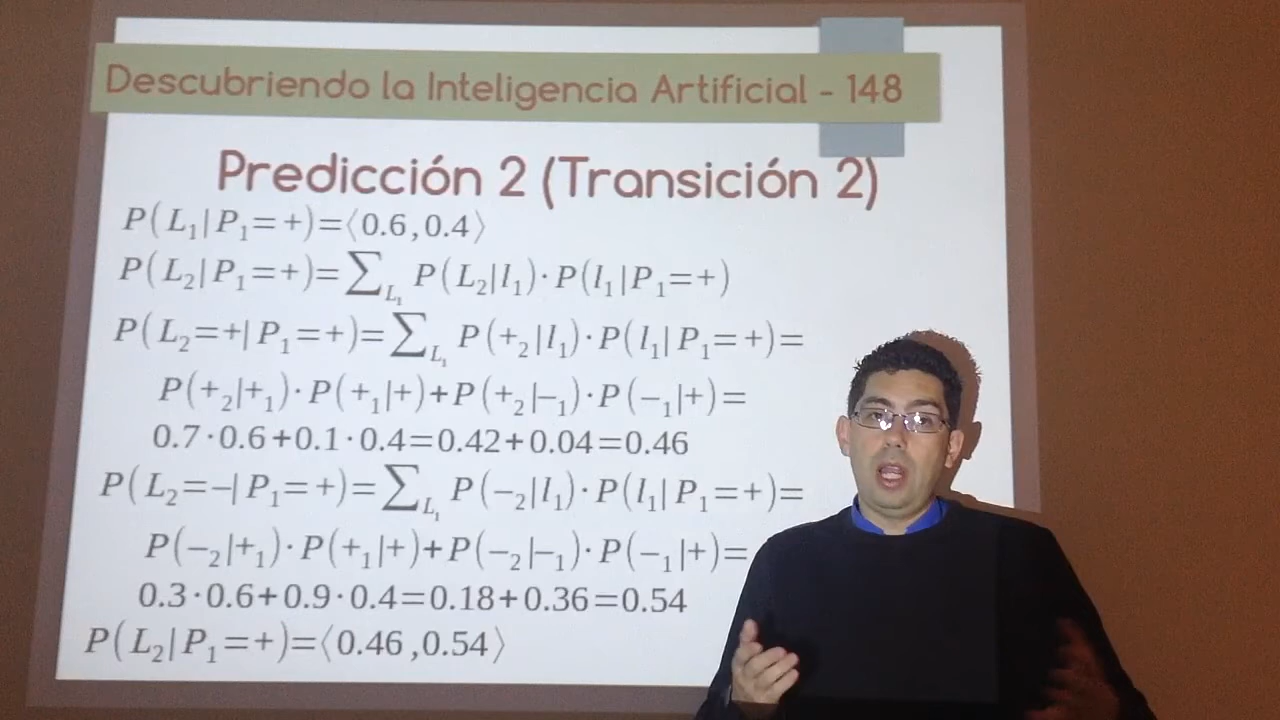 Descubriendo la Inteligencia Artificial - 148
Predicción 2 (Transición 2)
P(L₁|P₁=+)=⟨0.6,0.4⟩
P(L₂|P₁=+)=∑_L₁ P(L₂|l₁)·P(l₁|P₁=+)
P(L₂=+|P₁=+)=∑_L₁ P(+₂|l₁)·P(l₁|P₁=+)=
P(+₂|+₁)·P(+₁|+)+P(+₂|−₁)·P(−₁|+)=
0.7·0.6+0.1·0.4=0.42+0.04=0.46
P(L₂=−|P₁=+)=∑_L₁ P(−₂|l₁)·P(l₁|P₁=+)=
P(−₂|+₁)·P(+₁|+)+P(−₂|−₁)·P(−₁|+)=
0.3·0.6+0.9·0.4=0.18+0.36=0.54
P(L₂|P₁=+)=⟨0.46,0.54⟩